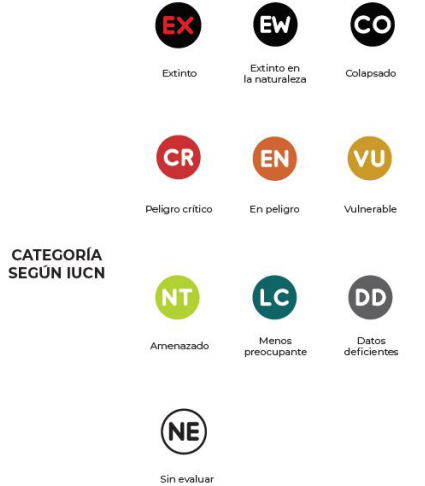 EX
EW
CO
Extinto
Extinto en
la naturaleza
Colapsado
CR
EN
VU
Peligro crítico
En peligro
Vulnerable
CATEGORÍA
SEGÚN IUCN
NT
LC
DD
Amenazado
Menos
preocupante
Datos
deficientes
NE
Sin evaluar